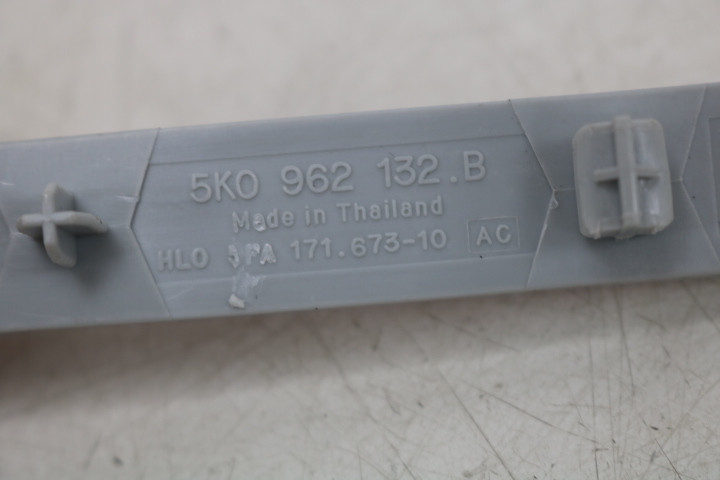 5K0 962 132.B
Made in Thailand
HLO 171.673-10 AC